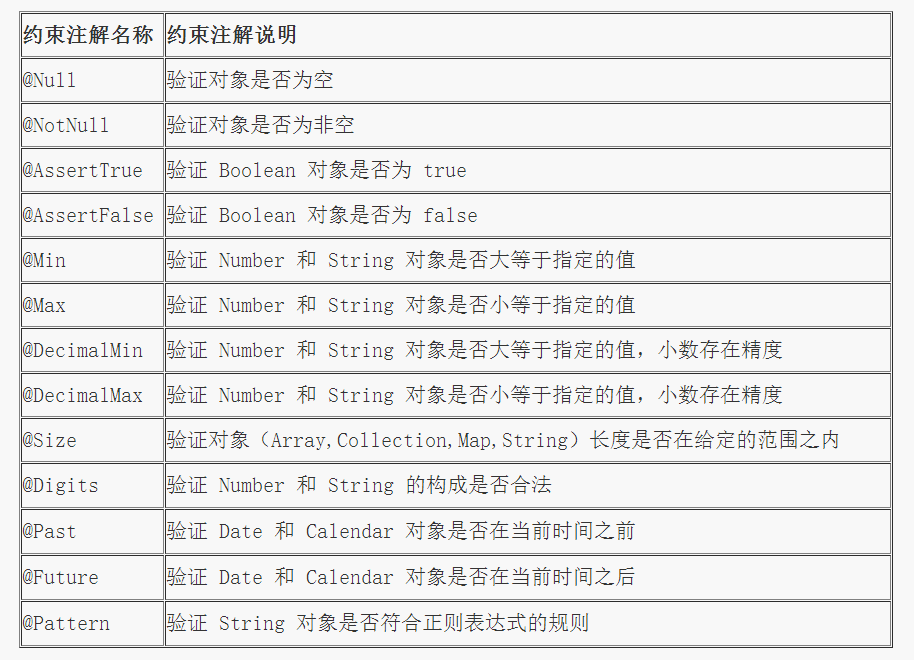 约束注解名称 约束注解说明
@Null 验证对象是否为空
@NotNull 验证对象是否为非空
@AssertTrue 验证 Boolean 对象是否为 true
@AssertFalse 验证 Boolean 对象是否为 false
@Min 验证 Number 和 String 对象是否大等于指定的值
@Max 验证 Number 和 String 对象是否小等于指定的值
@DecimalMin 验证 Number 和 String 对象是否大等于指定的值，小数存在精度
@DecimalMax 验证 Number 和 String 对象是否小等于指定的值，小数存在精度
@Size 验证对象（Array,Collection,Map,String）长度是否在给定的范围之内
@Digits 验证 Number 和 String 的构成是否合法
@Past 验证 Date 和 Calendar 对象是否在当前时间之前
@Future 验证 Date 和 Calendar 对象是否在当前时间之后
@Pattern 验证 String 对象是否符合正则表达式的规则